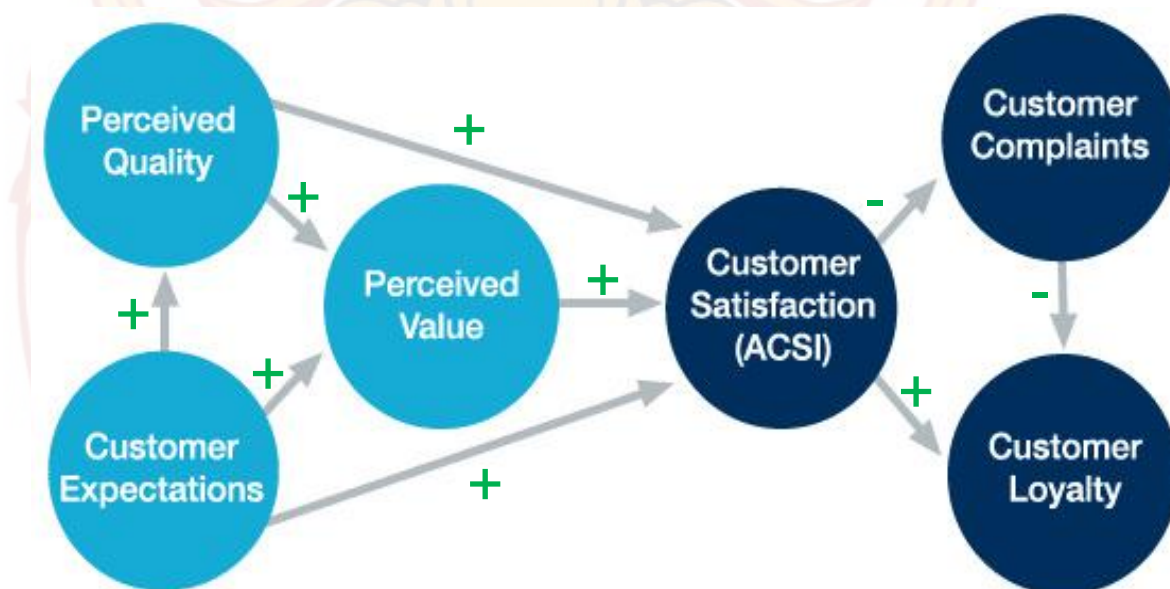 Perceived
Quality
+
+
+
Customer
Expectations
+
+
Perceived
Value
+
Customer
Satisfaction
(ACSI)
-
+
Customer
Complaints
-
Customer
Loyalty